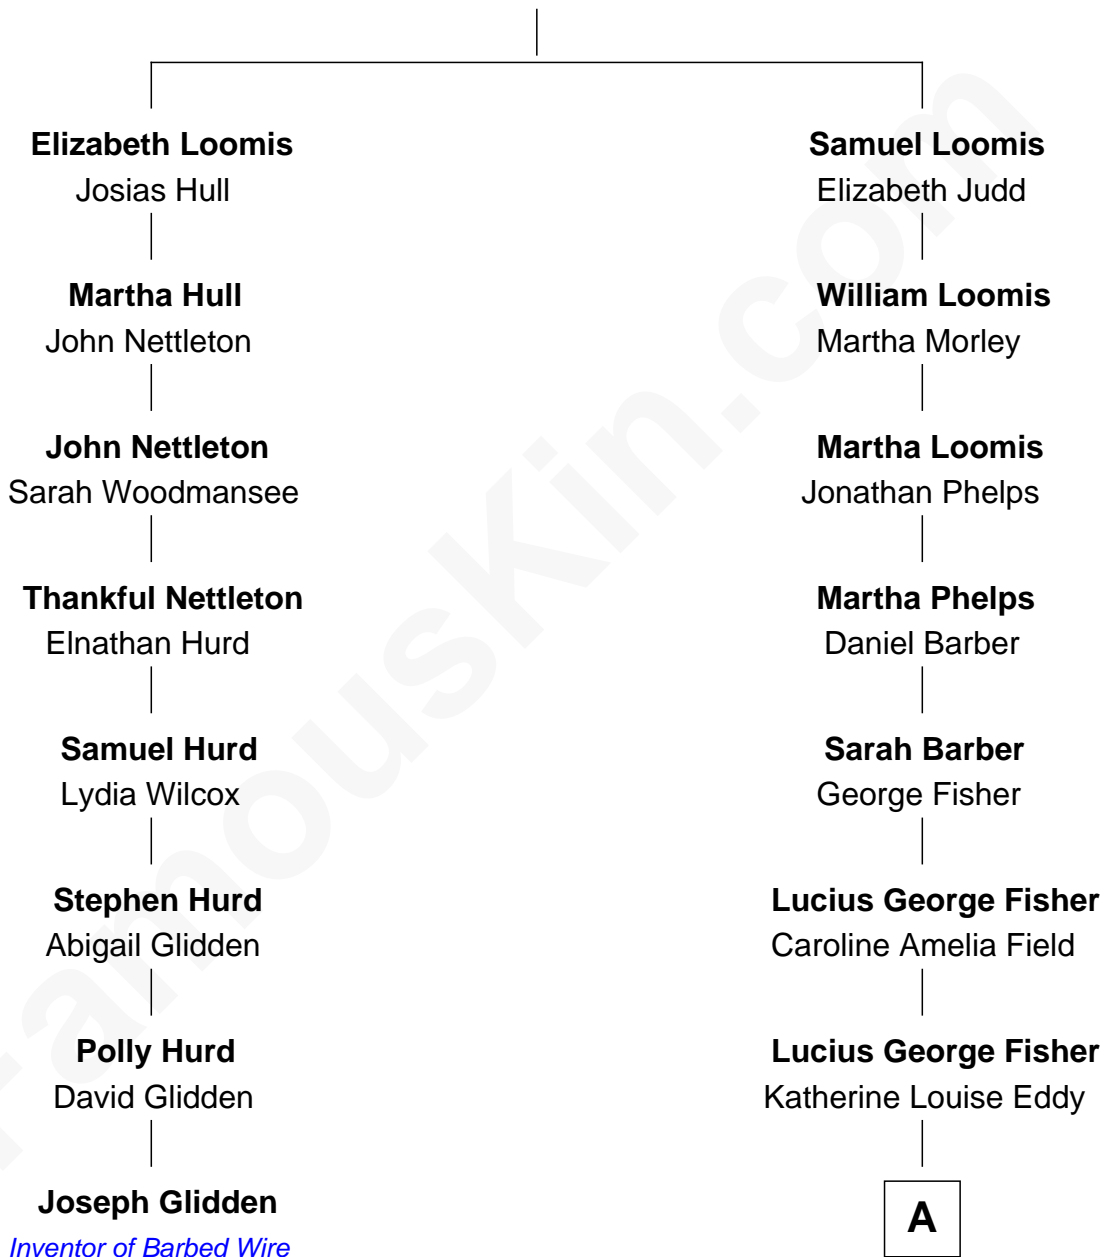 Elizabeth Loomis
Josias Hull
Martha Hull
John Nettleton
John Nettleton
Sarah Woodmansee
Thankful Nettleton
Elnathan Hurd
Samuel Hurd
Lydia Wilcox
Stephen Hurd
Abigail Glidden
Polly Hurd
David Glidden
Joseph Glidden
Inventor of Barbed Wire
Samuel Loomis
Elizabeth Judd
William Loomis
Martha Morley
Martha Loomis
Jonathan Phelps
Martha Phelps
Daniel Barber
Sarah Barber
George Fisher
Lucius George Fisher
Caroline Amelia Field
Lucius George Fisher
Katherine Louise Eddy
A
FamousKin.com